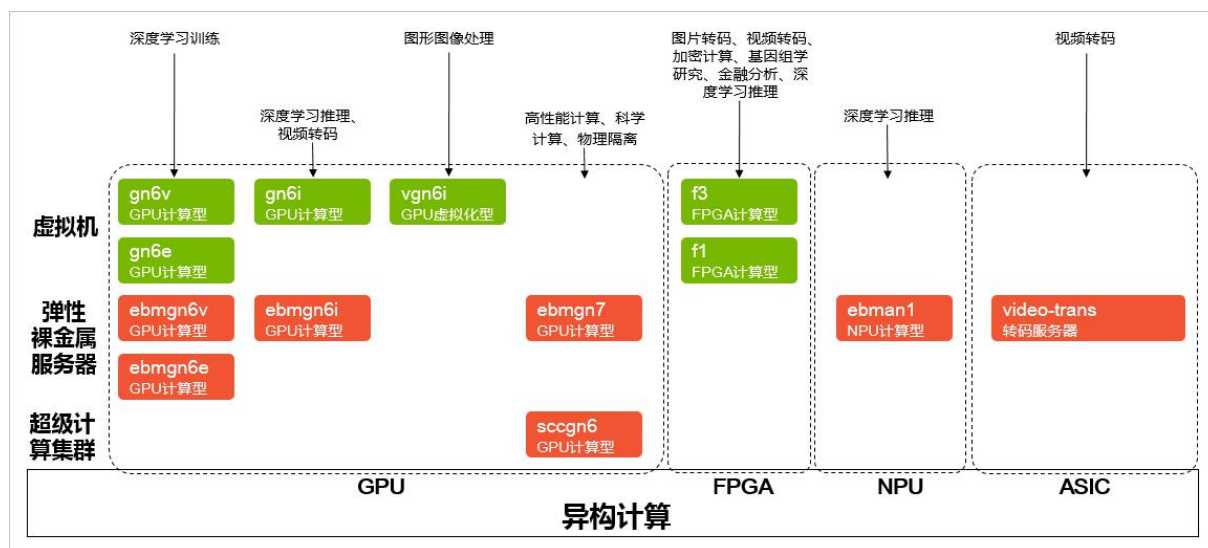 深度学习训练
图形图像处理
图片转码、视频转码、
加密计算、基因组学
研究、金融分析、深
度学习推理
视频转码
深度学习推理、
视频转码
高性能计算、科学
计算、物理隔离
深度学习推理
虚拟机
gn6v
GPU计算型
gn6i
GPU计算型
vgn6i
GPU虚拟化型
f3
FPGA计算型
gn6e
GPU计算型
f1
FPGA计算型
弹性
裸金属
服务器
ebmgn6v
GPU计算型
ebmgn6i
GPU计算型
ebmgn7
GPU计算型
ebman1
NPU计算型
video-trans
转码服务器
ebmgn6e
GPU计算型
超级计
算集群
sccgn6
GPU计算型
GPU
FPGA
NPU
ASIC
异构计算